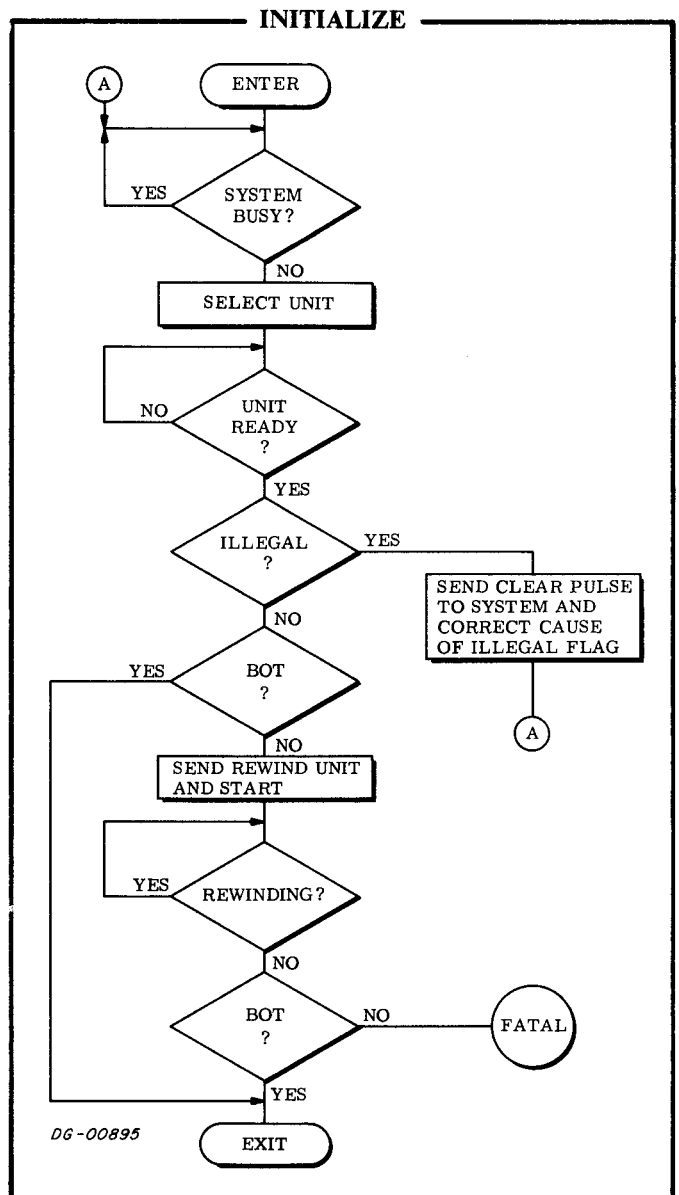 INITIALIZE
A
ENTER
YES
SYSTEM
BUSY?
NO
SELECT UNIT
NO
UNIT
READY
?
YES
ILLEGAL
?
YES
SEND CLEAR PULSE
TO SYSTEM AND
CORRECT CAUSE
OF ILLEGAL FLAG
A
NO
YES
BOT
?
NO
SEND REWIND UNIT
AND START
YES
REWINDING?
NO
BOT
?
NO
FATAL
YES
EXIT
DG-00895